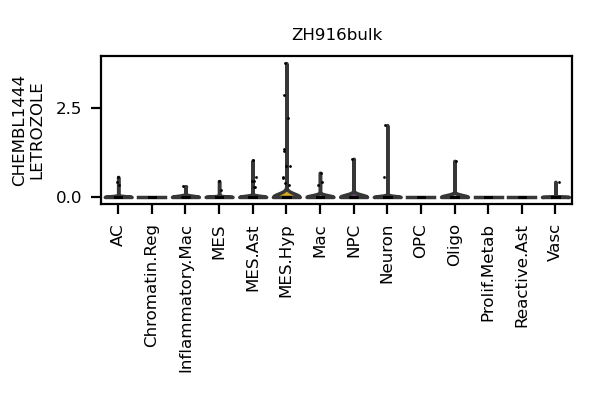 ZH916bulk
CHEMBL1444
LETROZOLE
2.5
0.0
AC
Chromatin.Reg
Inflammatory.Mac
MES
MES.Ast
MES.Hyp
Mac
NPC
Neuron
OPC
Oligo
Prolif.Metab
Reactive.Ast
Vasc